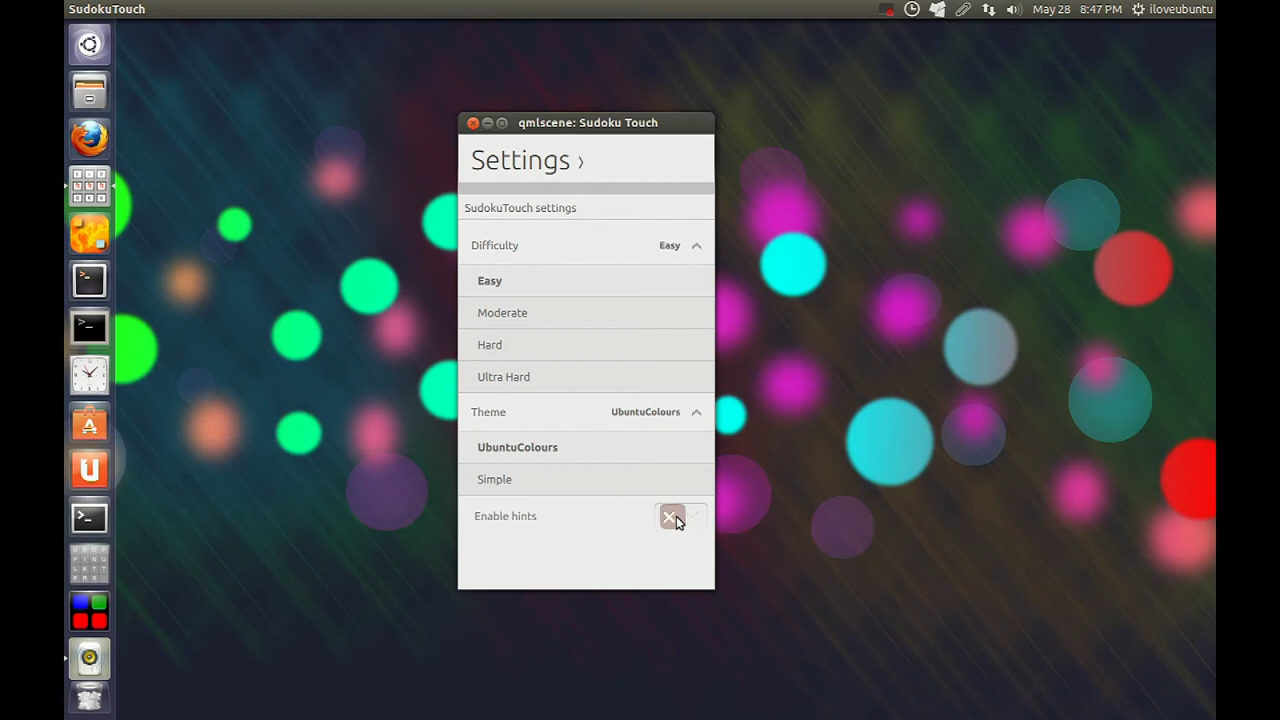 SudokuTouch
May 28 8:47 PM iloveubuntu
qmlscene: Sudoku Touch
Settings ›
SudokuTouch settings
Difficulty Easy
Easy
Moderate
Hard
Ultra Hard
Theme UbuntuColours
UbuntuColours
Simple
Enable hints